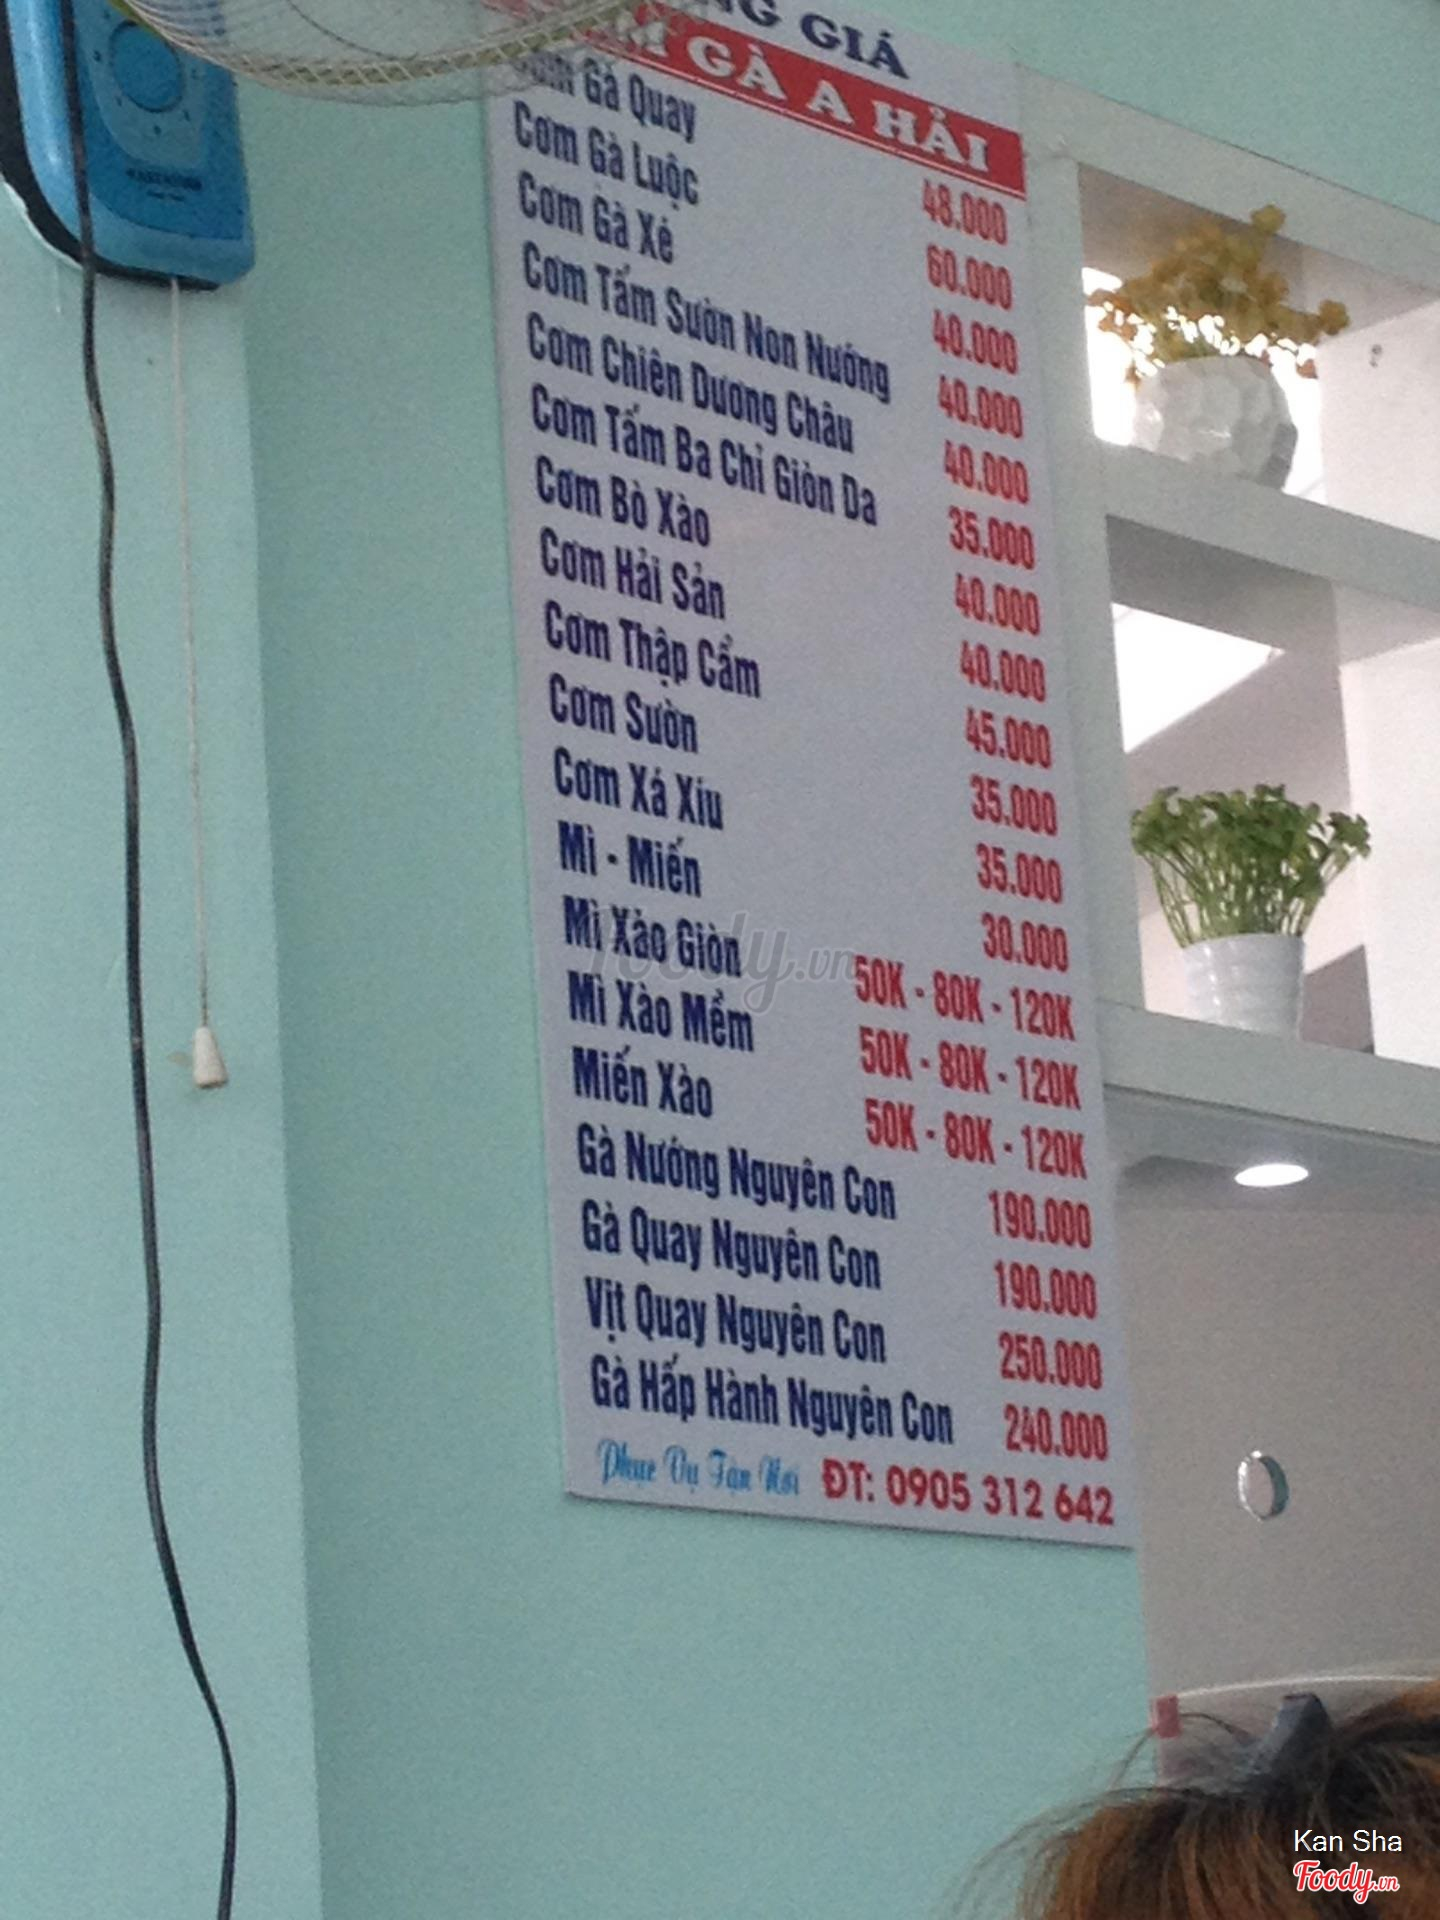 GIÁ
GÀ A HẢI
Gà Quay 48.000
Cơm Gà Luộc 60.000
Cơm Gà Xé 40.000
Cơm Tấm Sườn Non Nướng 40.000
Cơm Chiên Dương Châu 40.000
Cơm Tấm Ba Chỉ Giòn Da 35.000
Cơm Bò Xào 40.000
Cơm Hải Sản 40.000
Cơm Thập Cẩm 45.000
Cơm Sườn 35.000
Cơm Xá Xíu 35.000
Mì - Miến 30.000
Mì Xào Giòn 50K - 80K - 120K
Mì Xào Mềm 50K - 80K - 120K
Miến Xào 50K - 80K - 120K
Gà Nướng Nguyên Con 190.000
Gà Quay Nguyên Con 190.000
Vịt Quay Nguyên Con 250.000
Gà Hấp Hành Nguyên Con 240.000
Phục Vụ Tận Nơi ĐT: 0905 312 642
Foody.vn
Kan Sha
Foody.vn